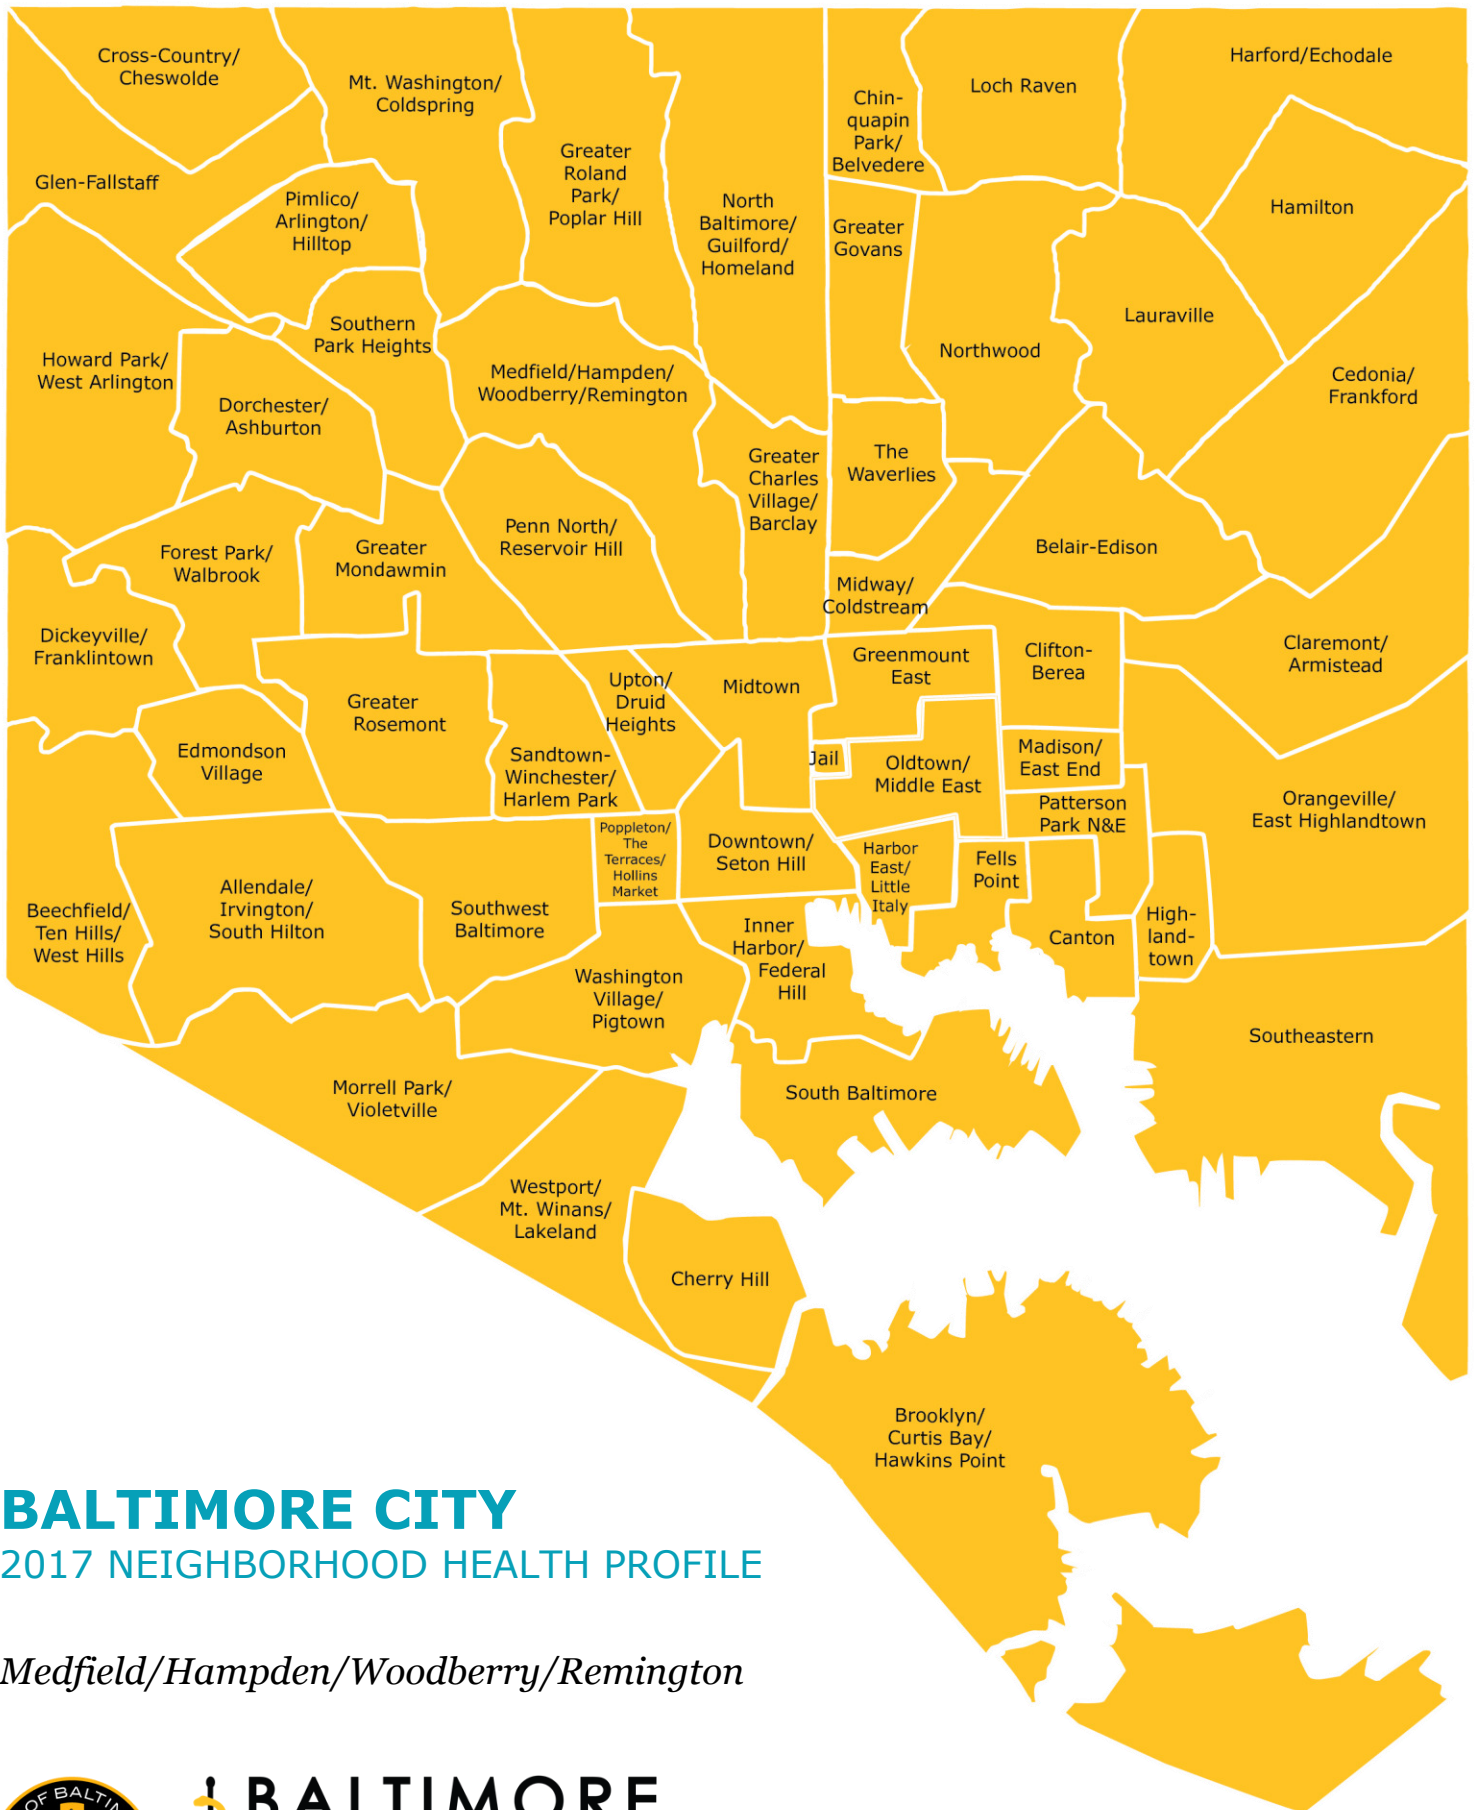 Cross-Country/
Cheswolde
Mt. Washington/
Coldspring
Greater
Roland
Park/
Poplar Hill
North
Baltimore/
Guilford/
Homeland
Chin-
quapin
Park/
Belvedere
Loch Raven
Harford/Echodale
Glen-Fallstaff
Pimlico/
Arlington/
Hilltop
Greater
Govans
Hamilton
Southern
Park Heights
Lauraville
Northwood
Howard Park/
West Arlington
Medfield/Hampden/
Woodberry/Remington
Cedonia/
Frankford
Dorchester/
Ashburton
Greater
Charles
Village/
Barclay
The
Waverlies
Penn North/
Reservoir Hill
Belair-Edison
Forest Park/
Walbrook
Greater
Mondawmin
Midway/
Coldstream
Dickeyville/
Franklintown
Claremont/
Armistead
Greenmount
East
Clifton-
Berea
Upton/
Druid
Heights
Midtown
Greater
Rosemont
Edmondson
Village
Sandtown-
Winchester/
Harlem Park
Jail
Oldtown/
Middle East
Madison/
East End
Patterson
Park N&E
Orangeville/
East Highlandtown
Poppleton/
The
Terraces/
Hollins
Market
Downtown/
Seton Hill
Harbor
East/
Little
Italy
Fells
Point
Allendale/
Irvington/
South Hilton
Beechfield/
Ten Hills/
West Hills
Southwest
Baltimore
Inner
Harbor/
Federal
Hill
Canton
High-
land-
town
Washington
Village/
Pigtown
Southeastern
Morrell Park/
Violetville
South Baltimore
Westport/
Mt. Winans/
Lakeland
Cherry Hill
Brooklyn/
Curtis Bay/
Hawkins Point
BALTIMORE CITY
2017 NEIGHBORHOOD HEALTH PROFILE
Medfield/Hampden/Woodberry/Remington
OF BALTIM
BALTIMORE